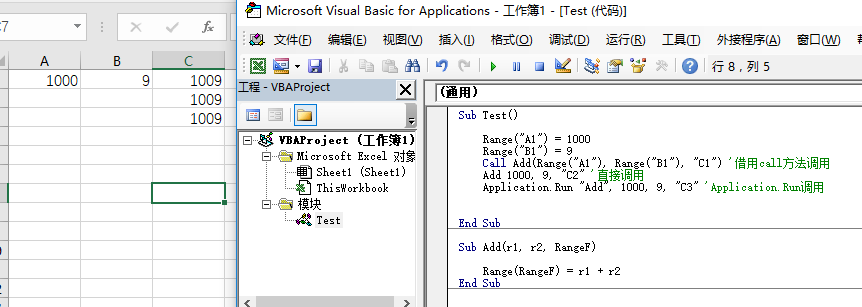 Microsoft Visual Basic for Applications - 工作簿1 - [Test (代码)]
文件(F) 编辑(E) 视图(V) 插入(I) 格式(O) 调试(D) 运行(R) 工具(T) 外接程序(A) 窗口(W)
行 8，列 5
fx
A B C
1000 9 1009
1009
1009
工程 - VBAProject
VBAProject (工作簿1)
Microsoft Excel 对象
Sheet1 (Sheet1)
ThisWorkbook
模块
Test
(通用)
Sub Test()
Range("A1") = 1000
Range("B1") = 9
Call Add(Range("A1"), Range("B1"), "C1") '借用call方法调用
Add 1000, 9, "C2" '直接调用
Application.Run "Add", 1000, 9, "C3" 'Application.Run调用
End Sub
Sub Add(r1, r2, RangeF)
Range(RangeF) = r1 + r2
End Sub